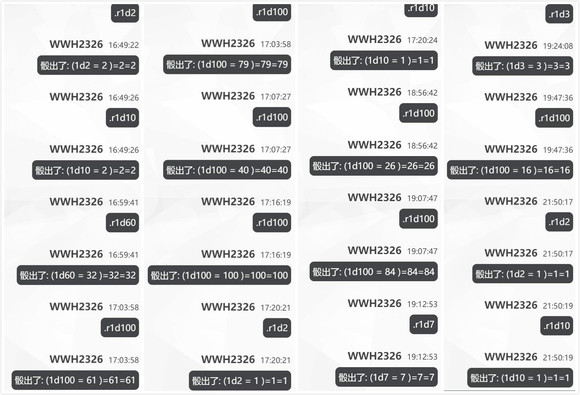 .r1d2
WWH2326 16:49:22
骰出了: (1d2 = 2 )=2=2
WWH2326 16:49:26
.r1d10
WWH2326 16:49:26
骰出了: (1d10 = 2 )=2=2
WWH2326 16:59:41
.r1d60
WWH2326 16:59:41
骰出了: (1d60 = 32 )=32=32
WWH2326 17:03:58
.r1d100
WWH2326 17:03:58
骰出了: (1d100 = 61 )=61=61
.r1d100
WWH2326 17:03:58
骰出了: (1d100 = 79 )=79=79
WWH2326 17:07:27
.r1d100
WWH2326 17:07:27
骰出了: (1d100 = 40 )=40=40
WWH2326 17:16:19
.r1d100
WWH2326 17:16:19
骰出了: (1d100 = 100 )=100=100
WWH2326 17:20:21
.r1d2
WWH2326 17:20:21
骰出了: (1d2 = 1 )=1=1
.r1d10
WWH2326 17:20:24
骰出了: (1d10 = 1 )=1=1
WWH2326 18:56:42
.r1d100
WWH2326 18:56:42
骰出了: (1d100 = 26 )=26=26
WWH2326 19:07:47
.r1d100
WWH2326 19:07:47
骰出了: (1d100 = 84 )=84=84
WWH2326 19:12:53
.r1d7
WWH2326 19:12:53
骰出了: (1d7 = 7 )=7=7
.r1d3
WWH2326 19:24:08
骰出了: (1d3 = 3 )=3=3
WWH2326 19:47:36
.r1d100
WWH2326 19:47:36
骰出了: (1d100 = 16 )=16=16
WWH2326 21:50:17
.r1d2
WWH2326 21:50:17
骰出了: (1d2 = 1 )=1=1
WWH2326 21:50:19
.r1d10
WWH2326 21:50:19
骰出了: (1d10 = 1 )=1=1